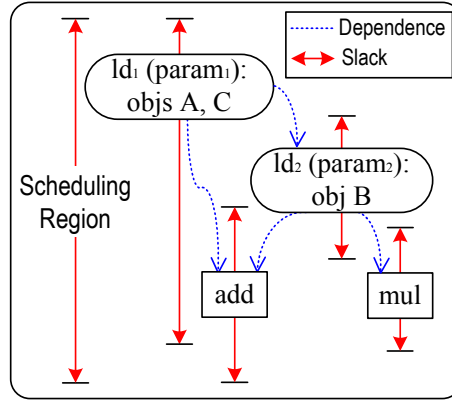 Dependence
Slack
ld₁ (param₁):
objs A, C
ld₂ (param₂):
obj B
Scheduling
Region
add
mul